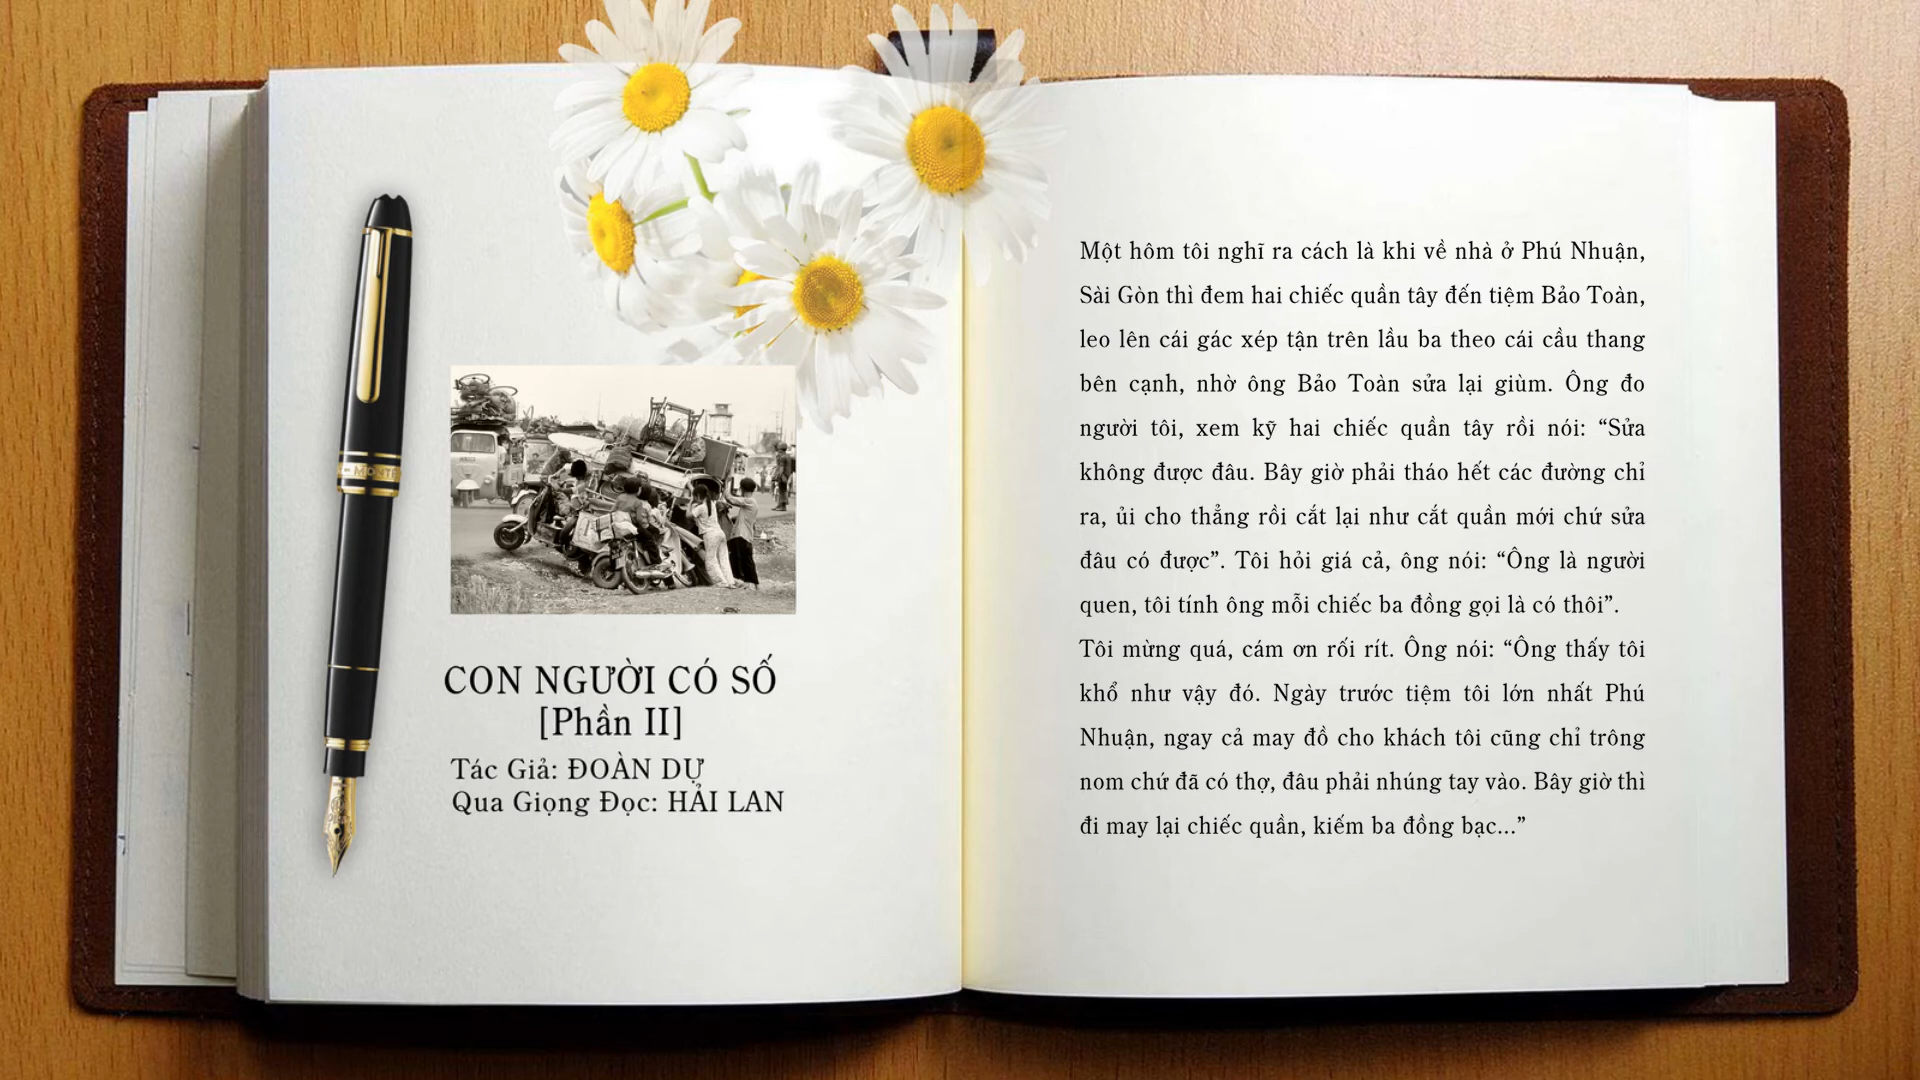 CON NGƯỜI CÓ SỐ
[Phần II]
Tác Giả: ĐOÀN DỰ
Qua Giọng Đọc: HẢI LAN
Một hôm tôi nghĩ ra cách là khi về nhà ở Phú Nhuận,
Sài Gòn thì đem hai chiếc quần tây đến tiệm Bảo Toàn,
leo lên cái gác xép tận trên lầu ba theo cái cầu thang
bên cạnh, nhờ ông Bảo Toàn sửa lại giùm. Ông đo
người tôi, xem kỹ hai chiếc quần tây rồi nói: “Sửa
không được đâu. Bây giờ phải tháo hết các đường chỉ
ra, ủi cho thẳng rồi cắt lại như cắt quần mới chứ sửa
đâu có được”. Tôi hỏi giá cả, ông nói: “Ông là người
quen, tôi tính ông mỗi chiếc ba đồng gọi là có thôi”.
Tôi mừng quá, cám ơn rối rít. Ông nói: “Ông thấy tôi
khổ như vậy đó. Ngày trước tiệm tôi lớn nhất Phú
Nhuận, ngay cả may đồ cho khách tôi cũng chỉ trông
nom chứ đã có thợ, đâu phải nhúng tay vào. Bây giờ thì
đi may lại chiếc quần, kiếm ba đồng bạc...”